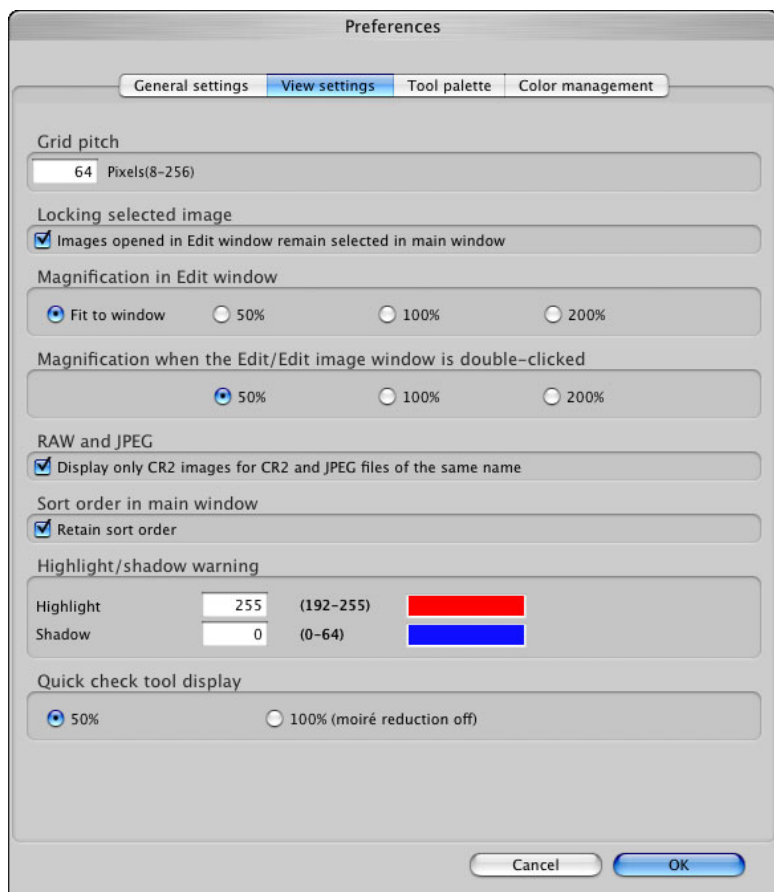 Preferences
General settings View settings Tool palette Color management
Grid pitch
64 Pixels(8-256)
Locking selected image
Images opened in Edit window remain selected in main window
Magnification in Edit window
Fit to window 50% 100% 200%
Magnification when the Edit/Edit image window is double-clicked
50% 100% 200%
RAW and JPEG
Display only CR2 images for CR2 and JPEG files of the same name
Sort order in main window
Retain sort order
Highlight/shadow warning
Highlight 255 (192-255)
Shadow 0 (0-64)
Quick check tool display
50% 100% (moiré reduction off)
Cancel OK